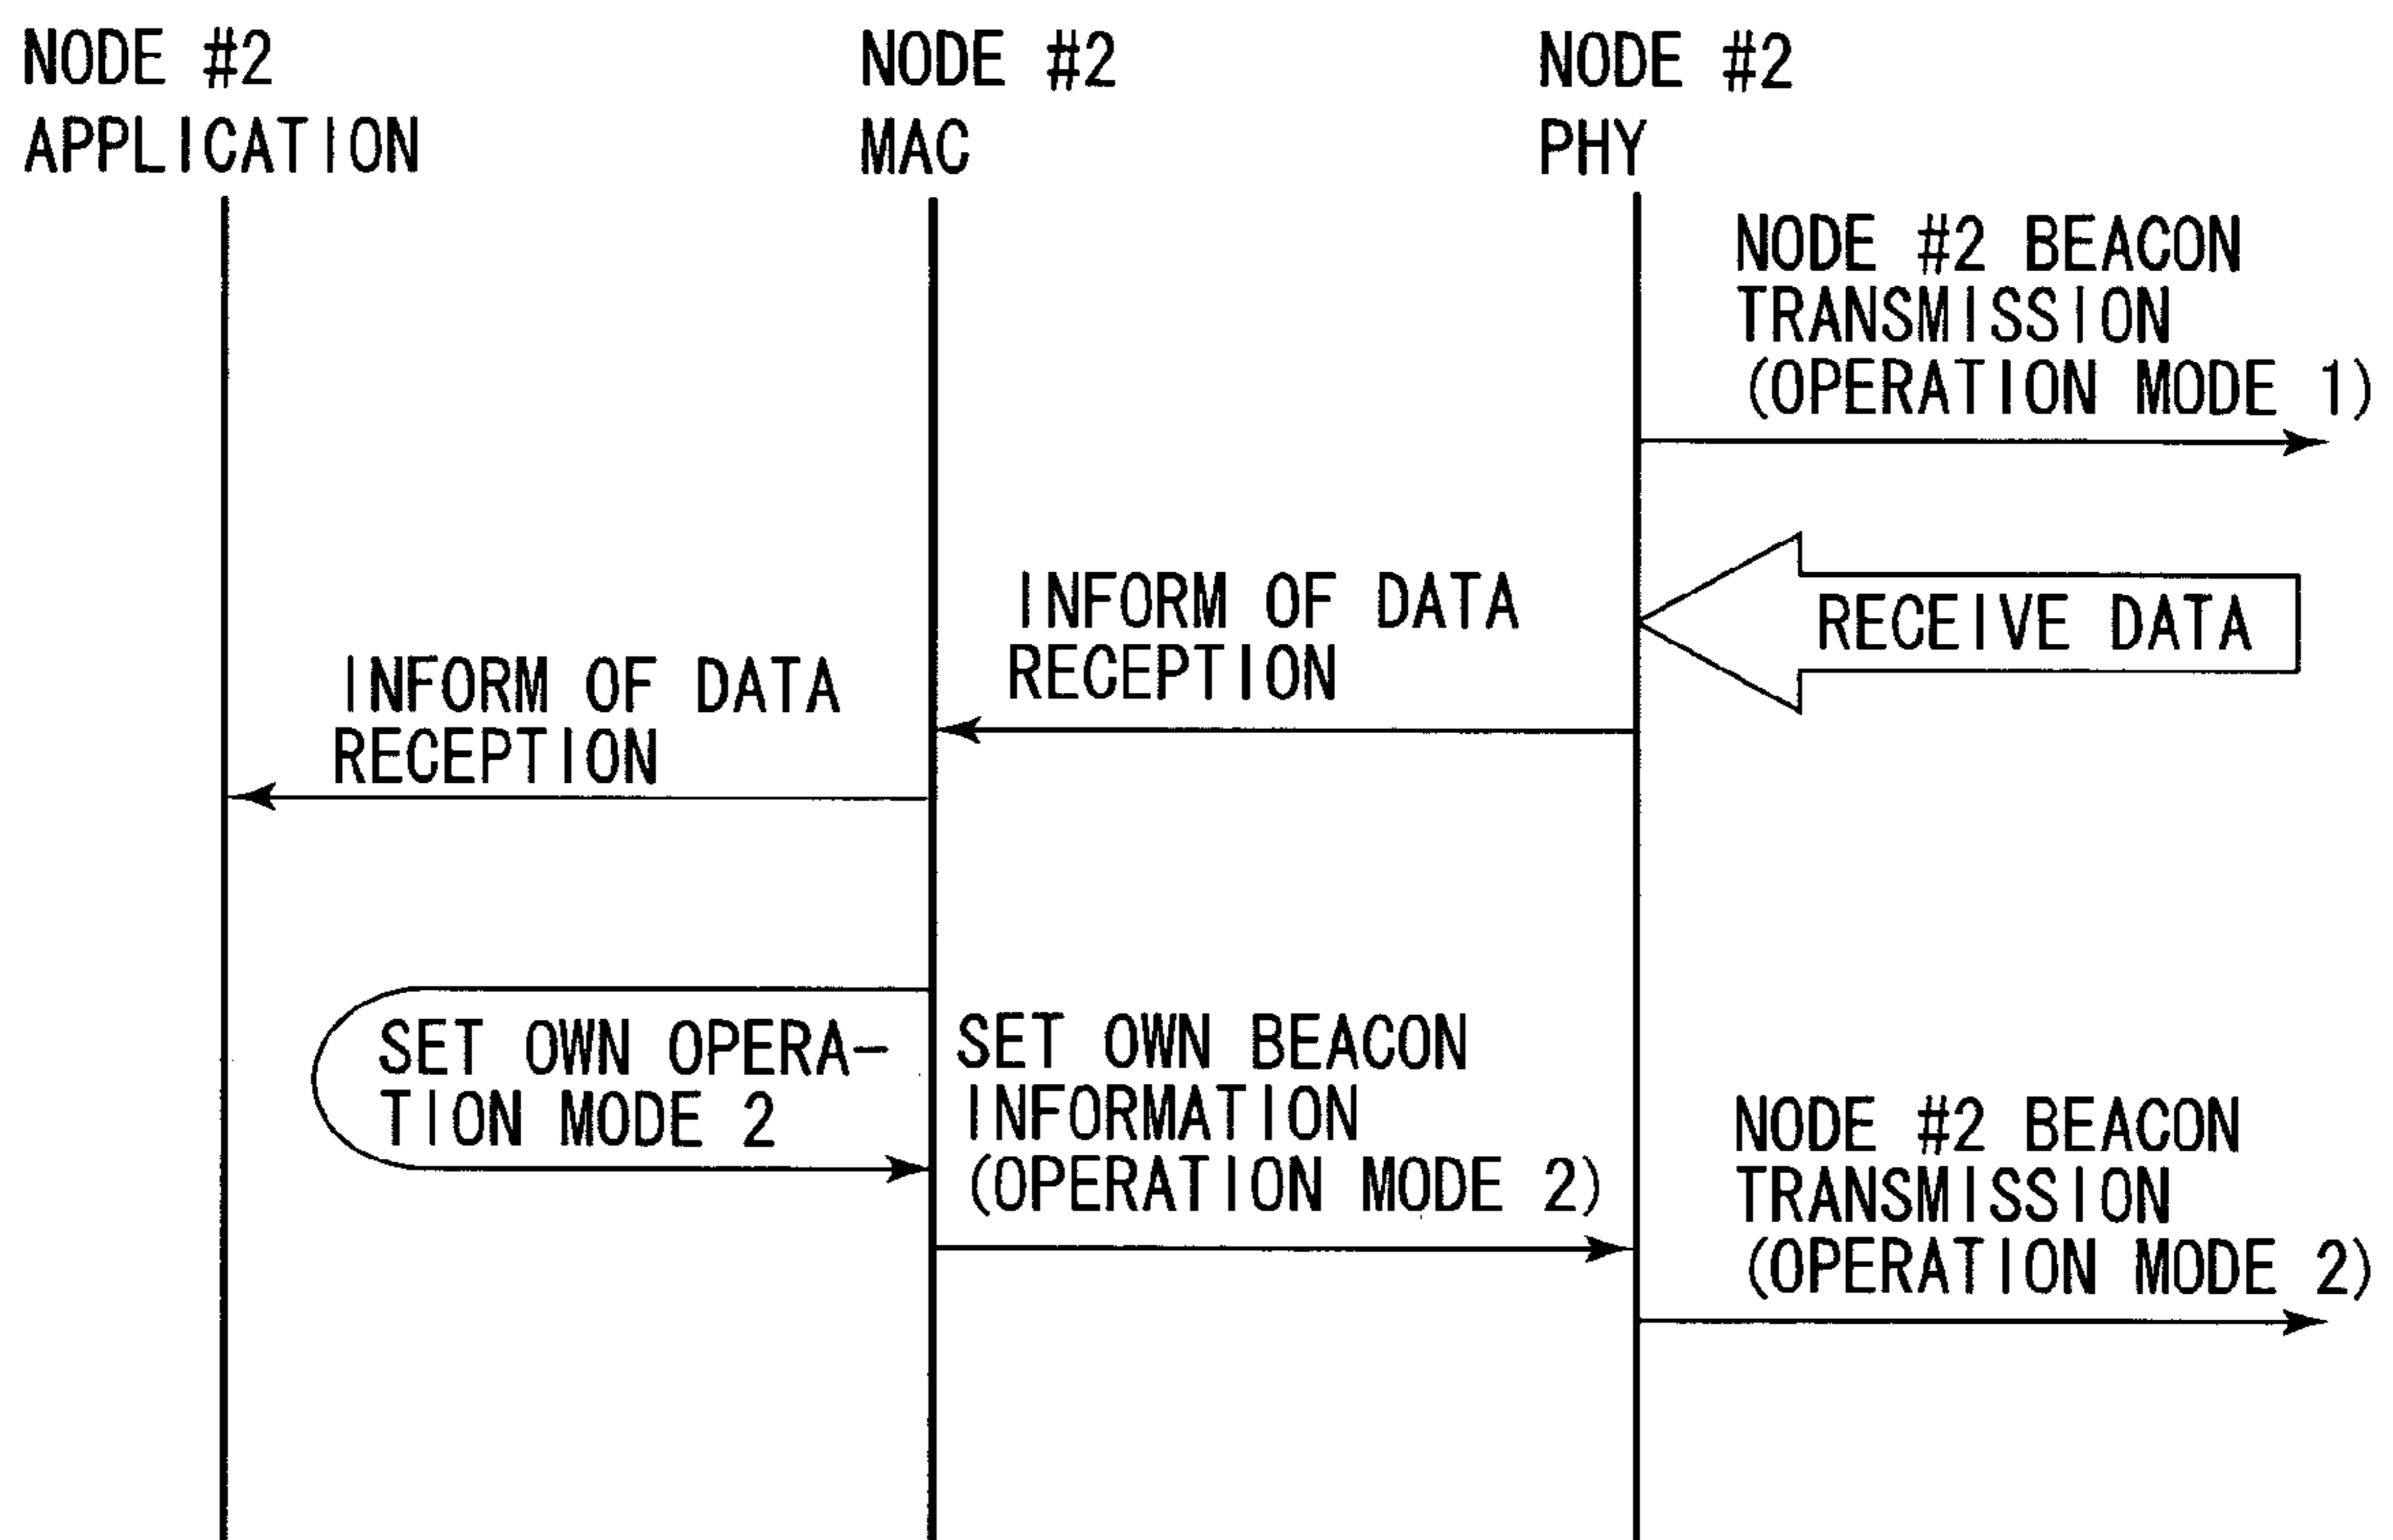 NODE #2
APPLICATION
NODE #2
MAC
NODE #2
PHY
NODE #2 BEACON
TRANSMISSION
(OPERATION MODE 1)
RECEIVE DATA
INFORM OF DATA
RECEPTION
INFORM OF DATA
RECEPTION
SET OWN OPERA-
TION MODE 2
SET OWN BEACON
INFORMATION
(OPERATION MODE 2)
NODE #2 BEACON
TRANSMISSION
(OPERATION MODE 2)